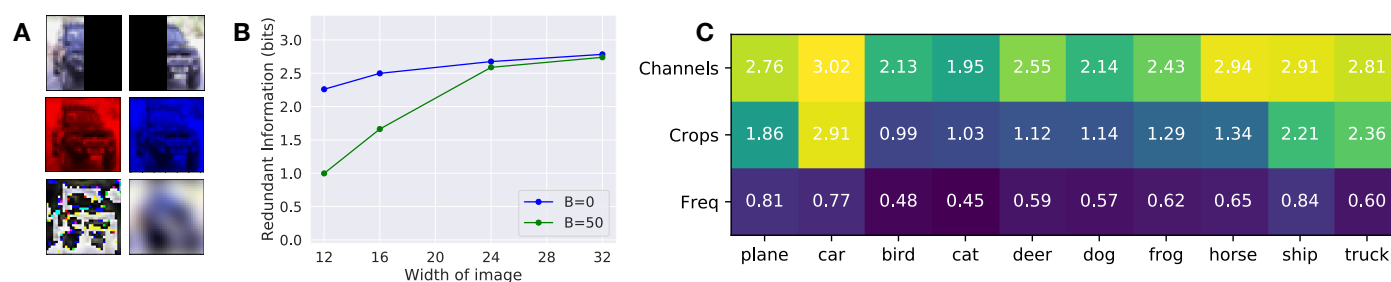 A
B
Redundant Information (bits)
3.0
2.5
2.0
1.5
1.0
0.5
0.0
B=0
B=50
12 16 20 24 28 32
Width of image
C
Channels 2.76 3.02 2.13 1.95 2.55 2.14 2.43 2.94 2.91 2.81
Crops 1.86 2.91 0.99 1.03 1.12 1.14 1.29 1.34 2.21 2.36
Freq 0.81 0.77 0.48 0.45 0.59 0.57 0.62 0.65 0.84 0.60
plane car bird cat deer dog frog horse ship truck